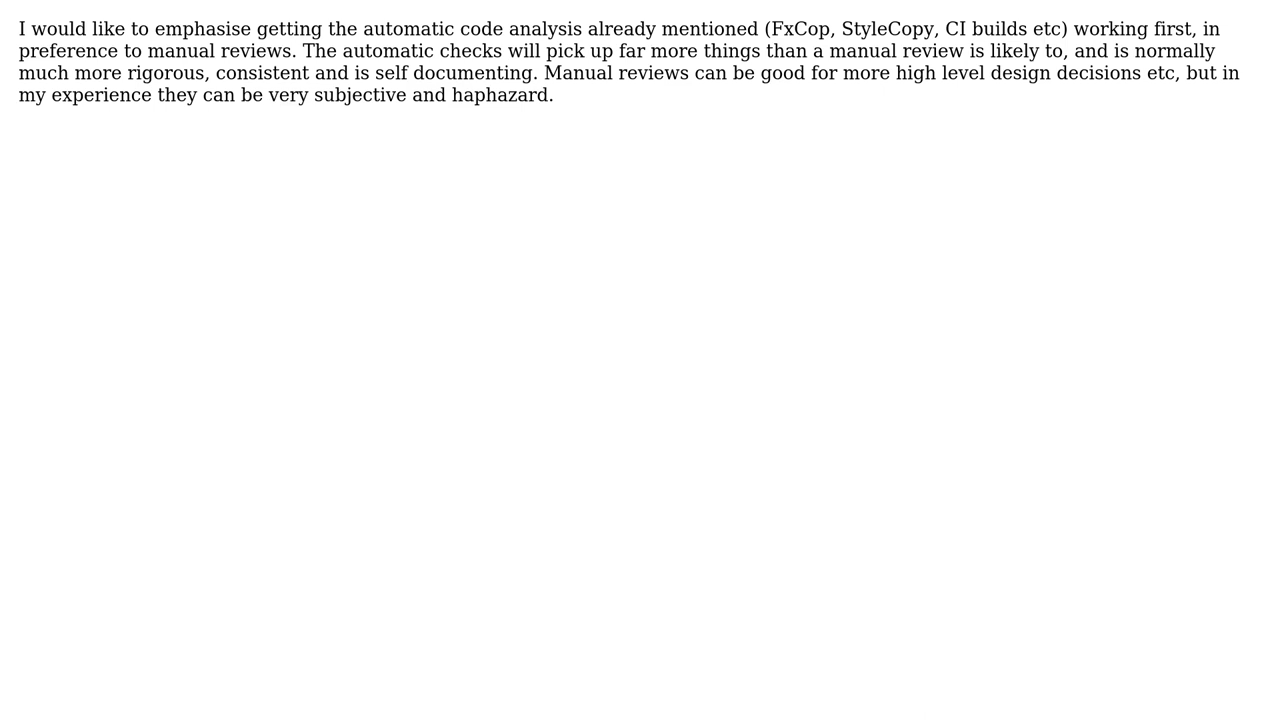 I would like to emphasise getting the automatic code analysis already mentioned (FxCop, StyleCopy, CI builds etc) working first, in
preference to manual reviews. The automatic checks will pick up far more things than a manual review is likely to, and is normally
much more rigorous, consistent and is self documenting. Manual reviews can be good for more high level design decisions etc, but in
my experience they can be very subjective and haphazard.